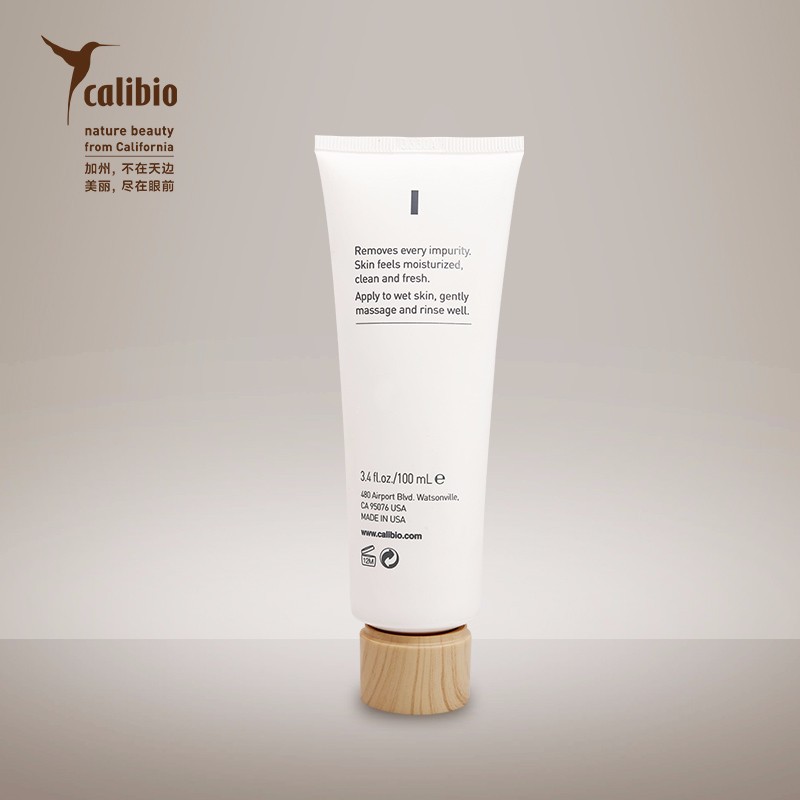 calibio
nature beauty
from California
加州，不在天边
美丽，尽在眼前
Removes every impurity.
Skin feels moisturized,
clean and fresh.
Apply to wet skin, gently
massage and rinse well.
3.4 fl.oz./100 mL ℮
480 Airport Blvd. Watsonville,
CA 95076 USA
MADE IN USA
www.calibio.com
12M